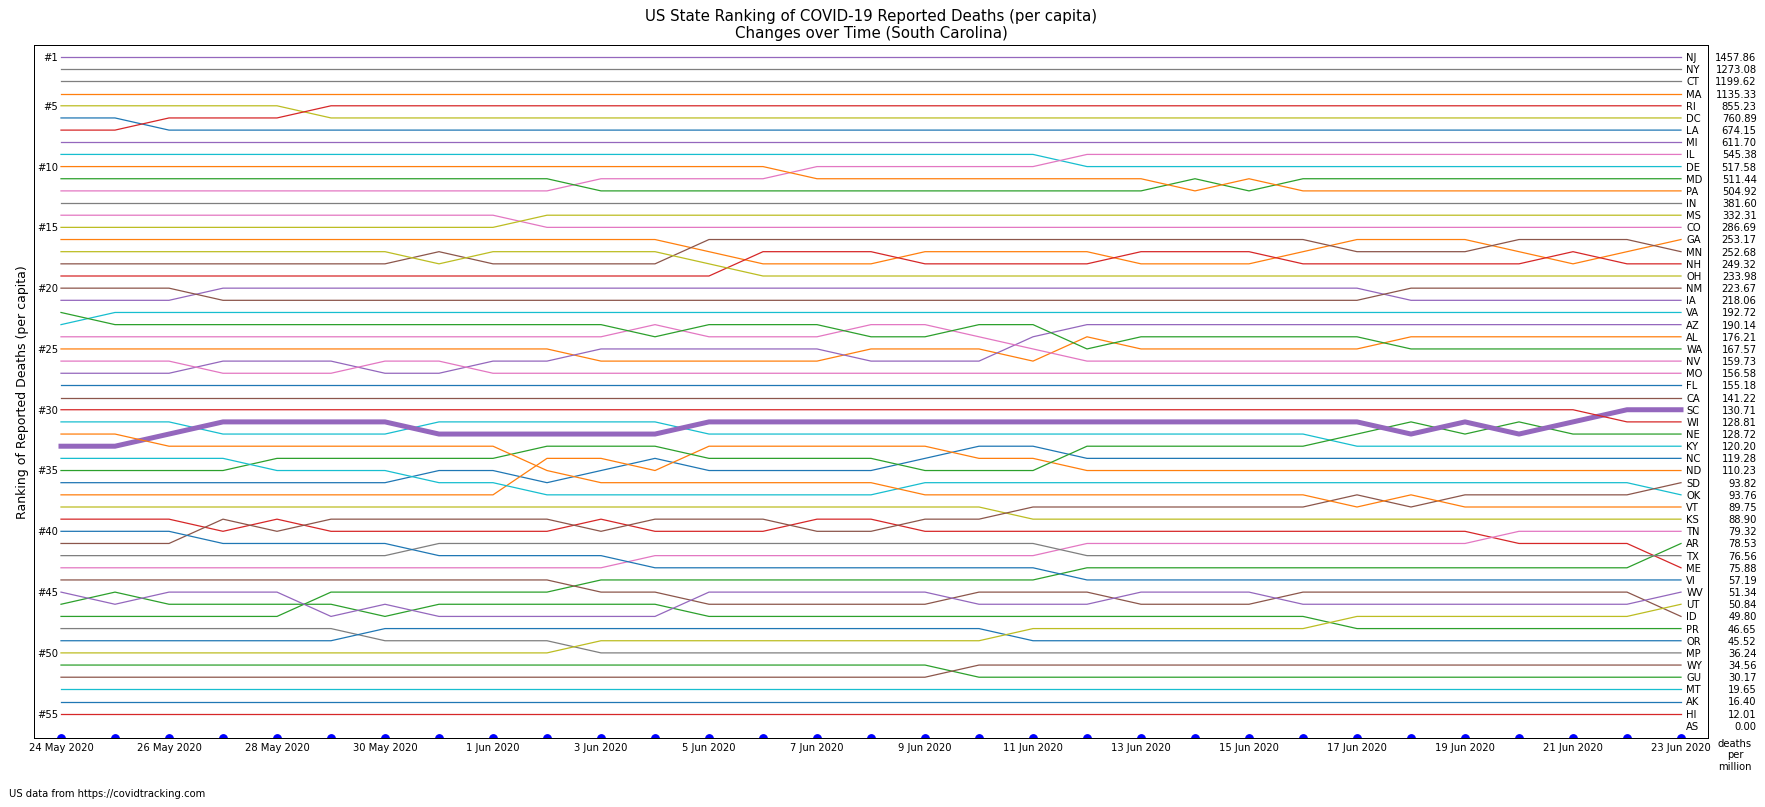 US State Ranking of COVID-19 Reported Deaths (per capita)
Changes over Time (South Carolina)
Ranking of Reported Deaths (per capita)
#1 NJ 1457.86
NY 1273.08
CT 1199.62
MA 1135.33
#5 RI 855.23
DC 760.89
LA 674.15
MI 611.70
IL 545.38
#10 DE 517.58
MD 511.44
PA 504.92
IN 381.60
MS 332.31
#15 CO 286.69
GA 253.17
MN 252.68
NH 249.32
OH 233.98
#20 NM 223.67
IA 218.06
VA 192.72
AZ 190.14
AL 176.21
#25 WA 167.57
NV 159.73
MO 156.58
FL 155.18
CA 141.22
#30 SC 130.71
WI 128.81
NE 128.72
KY 120.20
NC 119.28
#35 ND 110.23
SD 93.82
OK 93.76
VT 89.75
KS 88.90
#40 TN 79.32
AR 78.53
TX 76.56
ME 75.88
VI 57.19
#45 WV 51.34
UT 50.84
ID 49.80
PR 46.65
OR 45.52
#50 MP 36.24
WY 34.56
GU 30.17
MT 19.65
AK 16.40
#55 HI 12.01
AS 0.00
24 May 2020 26 May 2020 28 May 2020 30 May 2020 1 Jun 2020 3 Jun 2020 5 Jun 2020 7 Jun 2020 9 Jun 2020 11 Jun 2020 13 Jun 2020 15 Jun 2020 17 Jun 2020 19 Jun 2020 21 Jun 2020 23 Jun 2020
deaths
per
million
US data from https://covidtracking.com